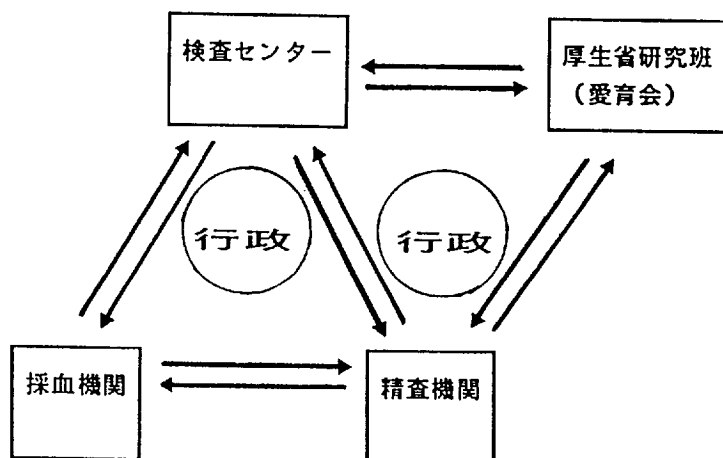 検査センター
厚生省研究班
（愛育会）
行政
行政
採血機関
精査機関